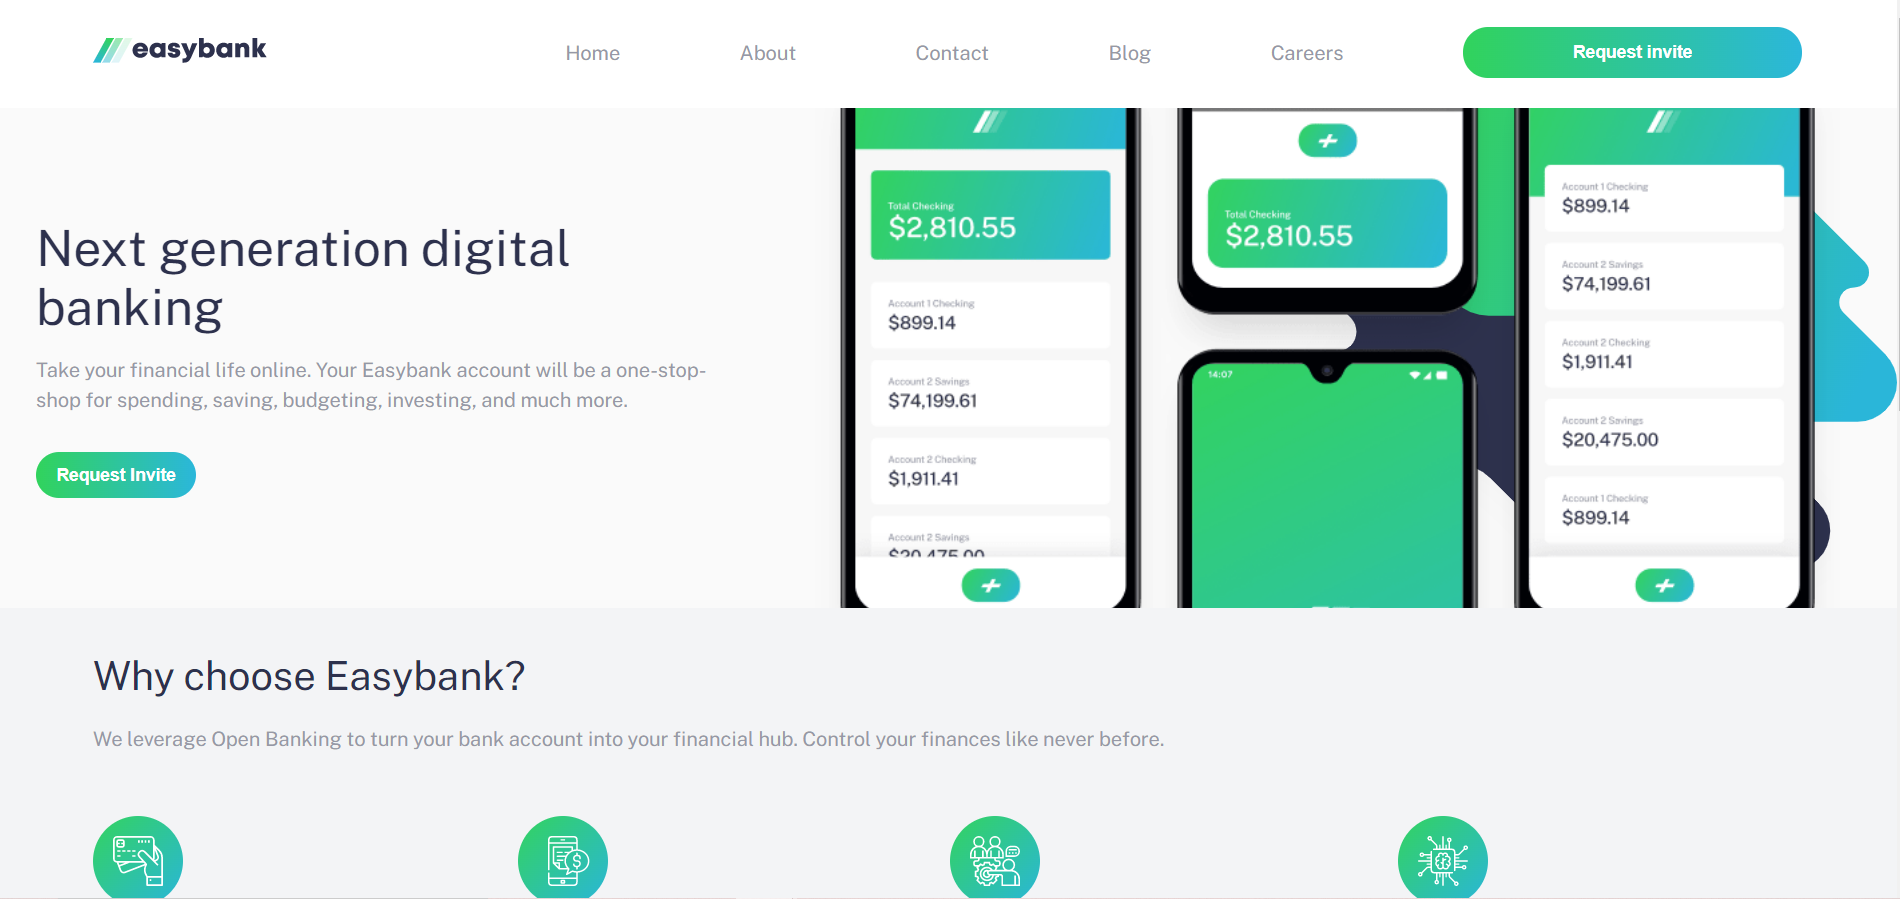 easybank
Home
About
Contact
Blog
Careers
Request invite
Next generation digital
banking
Take your financial life online. Your Easybank account will be a one-stop-
shop for spending, saving, budgeting, investing, and much more.
Request Invite
Total Checking
$2,810.55
Account 1 Checking
$899.14
Account 2 Savings
$74,199.61
Account 2 Checking
$1,911.41
Account 2 Savings
$20,475.00
Total Checking
$2,810.55
14:07
Account 1 Checking
$899.14
Account 2 Savings
$74,199.61
Account 2 Checking
$1,911.41
Account 2 Savings
$20,475.00
Account 1 Checking
$899.14
Why choose Easybank?
We leverage Open Banking to turn your bank account into your financial hub. Control your finances like never before.